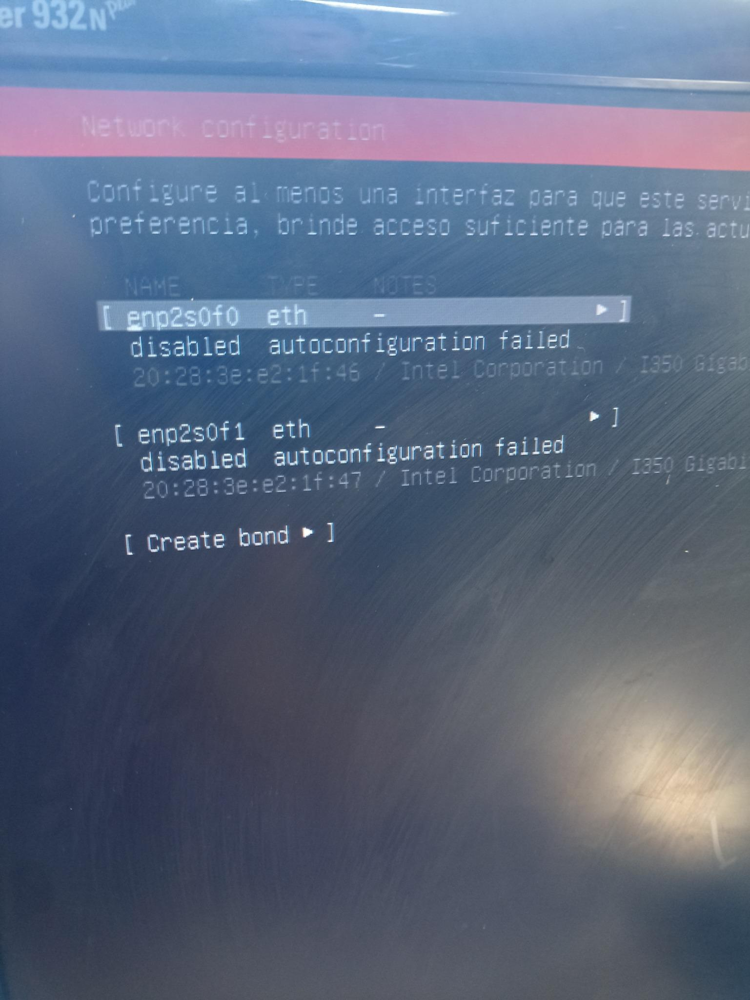 er 932N plus
Network configuration
Configure al menos una interfaz para que este servi
preferencia, brinde acceso suficiente para las actu
NAME TYPE NOTES
[ enp2s0f0 eth - ▸ ]
disabled autoconfiguration failed
20:28:3e:e2:1f:46 / Intel Corporation / I350 Gigab
[ enp2s0f1 eth - ▸ ]
disabled autoconfiguration failed
20:28:3e:e2:1f:47 / Intel Corporation / I350 Gigabi
[ Create bond ▸ ]